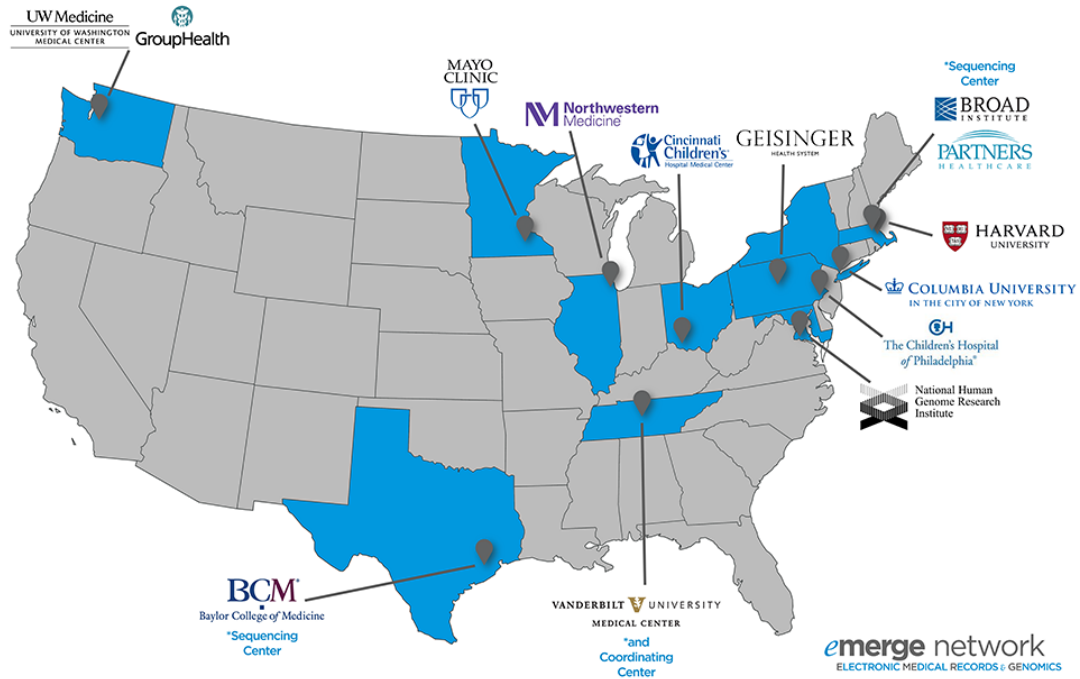 UW Medicine
UNIVERSITY OF WASHINGTON
MEDICAL CENTER
GroupHealth
MAYO
CLINIC
NM Northwestern
Medicine
Cincinnati
Children's
Hospital Medical Center
GEISINGER
HEALTH SYSTEM
*Sequencing
Center
BROAD
INSTITUTE
PARTNERS
HEALTHCARE
HARVARD
UNIVERSITY
COLUMBIA UNIVERSITY
IN THE CITY OF NEW YORK
The Children's Hospital
of Philadelphia®
National Human
Genome Research
Institute
BCM®
Baylor College of Medicine
*Sequencing
Center
VANDERBILT V UNIVERSITY
MEDICAL CENTER
*and
Coordinating
Center
emerge network
ELECTRONIC MEDICAL RECORDS & GENOMICS